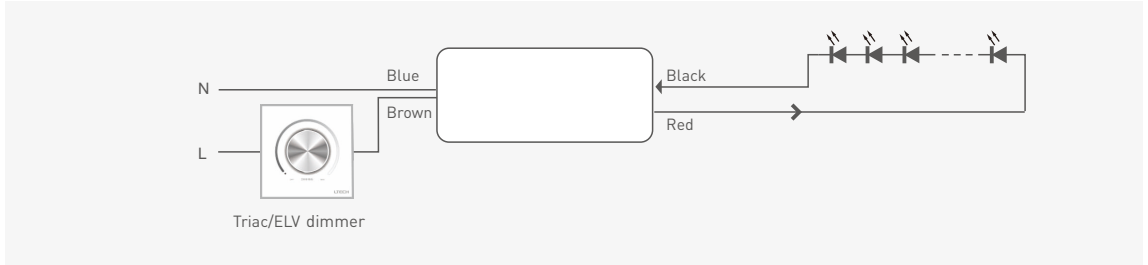 N
Blue
Brown
L
Triac/ELV dimmer
Black
Red